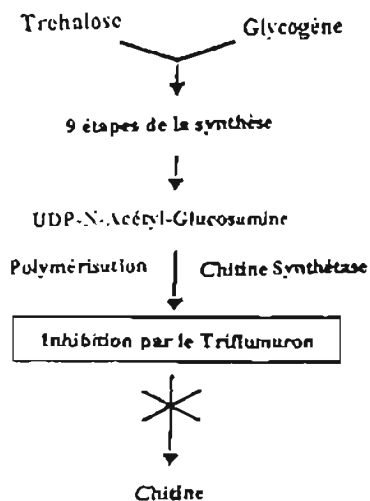 Trehalose Glycogène
9 étapes de la synthèse
UDP-N-Acétyl-Glucosamine
Polymérisation Chitine Synthétase
Inhibition par le Triflumuron
Chitine